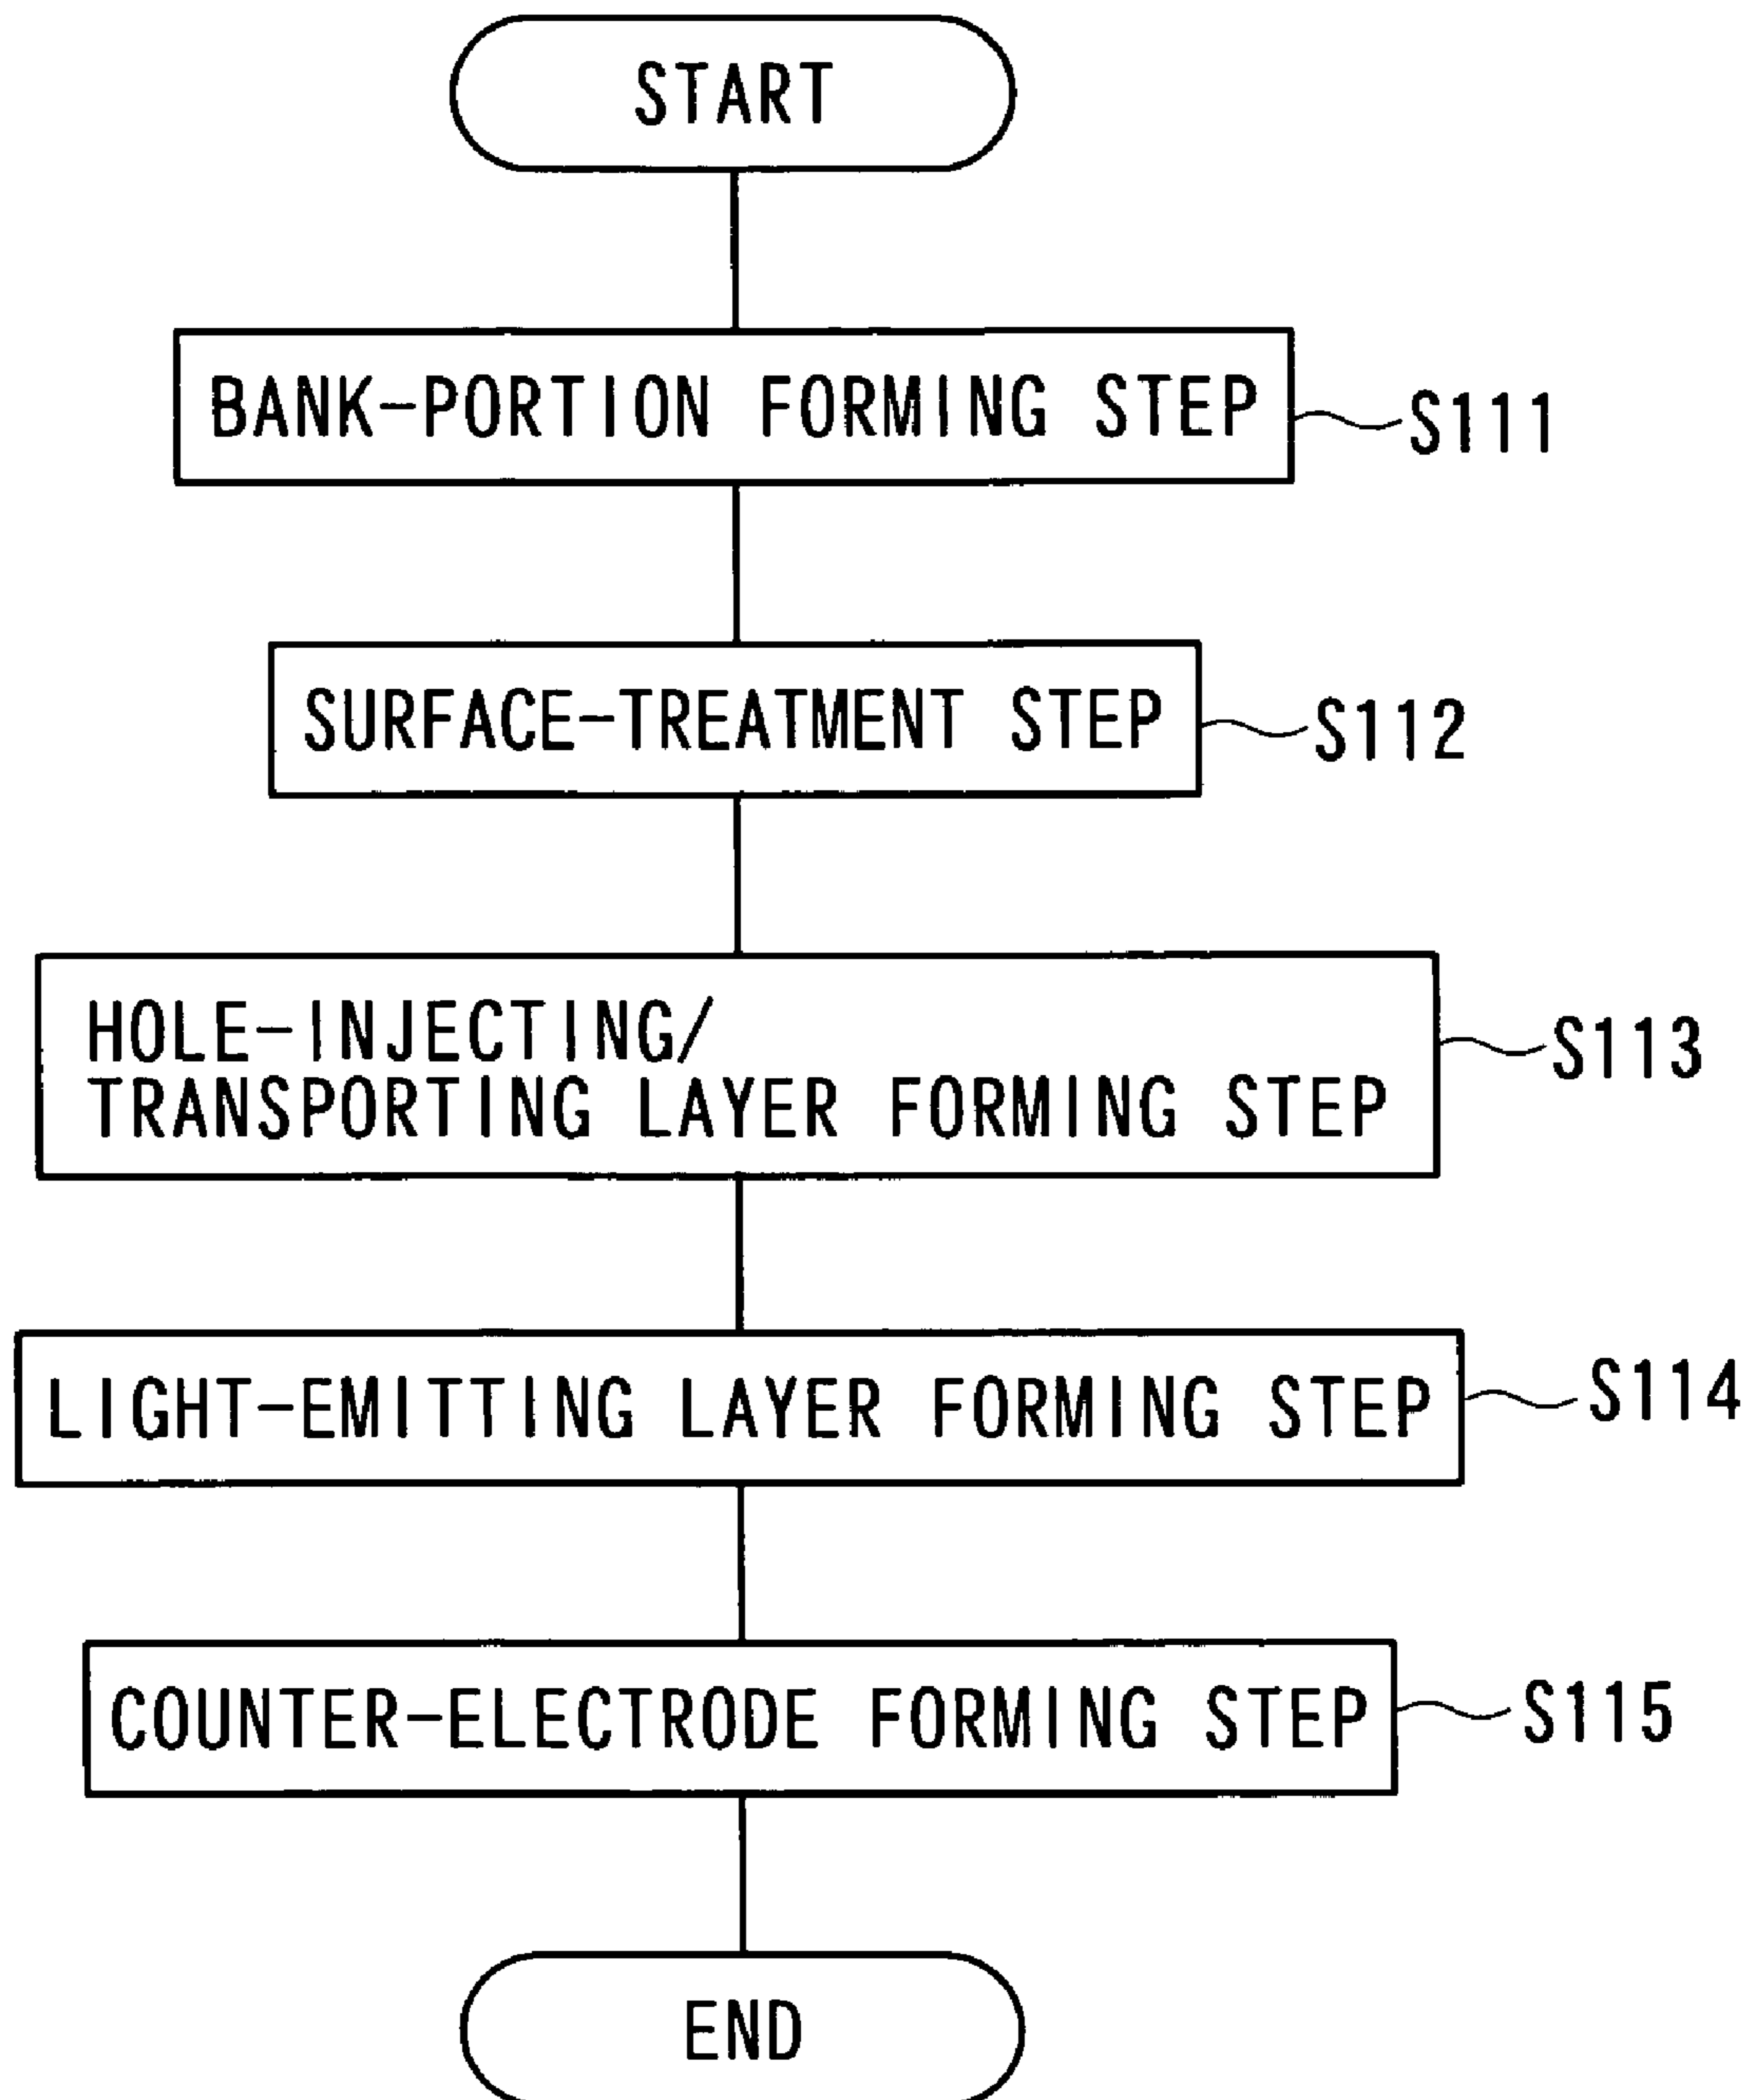 START
BANK-PORTION FORMING STEP
S111
SURFACE-TREATMENT STEP
S112
HOLE-INJECTING/
TRANSPORTING LAYER FORMING STEP
S113
LIGHT-EMITTING LAYER FORMING STEP
S114
COUNTER-ELECTRODE FORMING STEP
S115
END